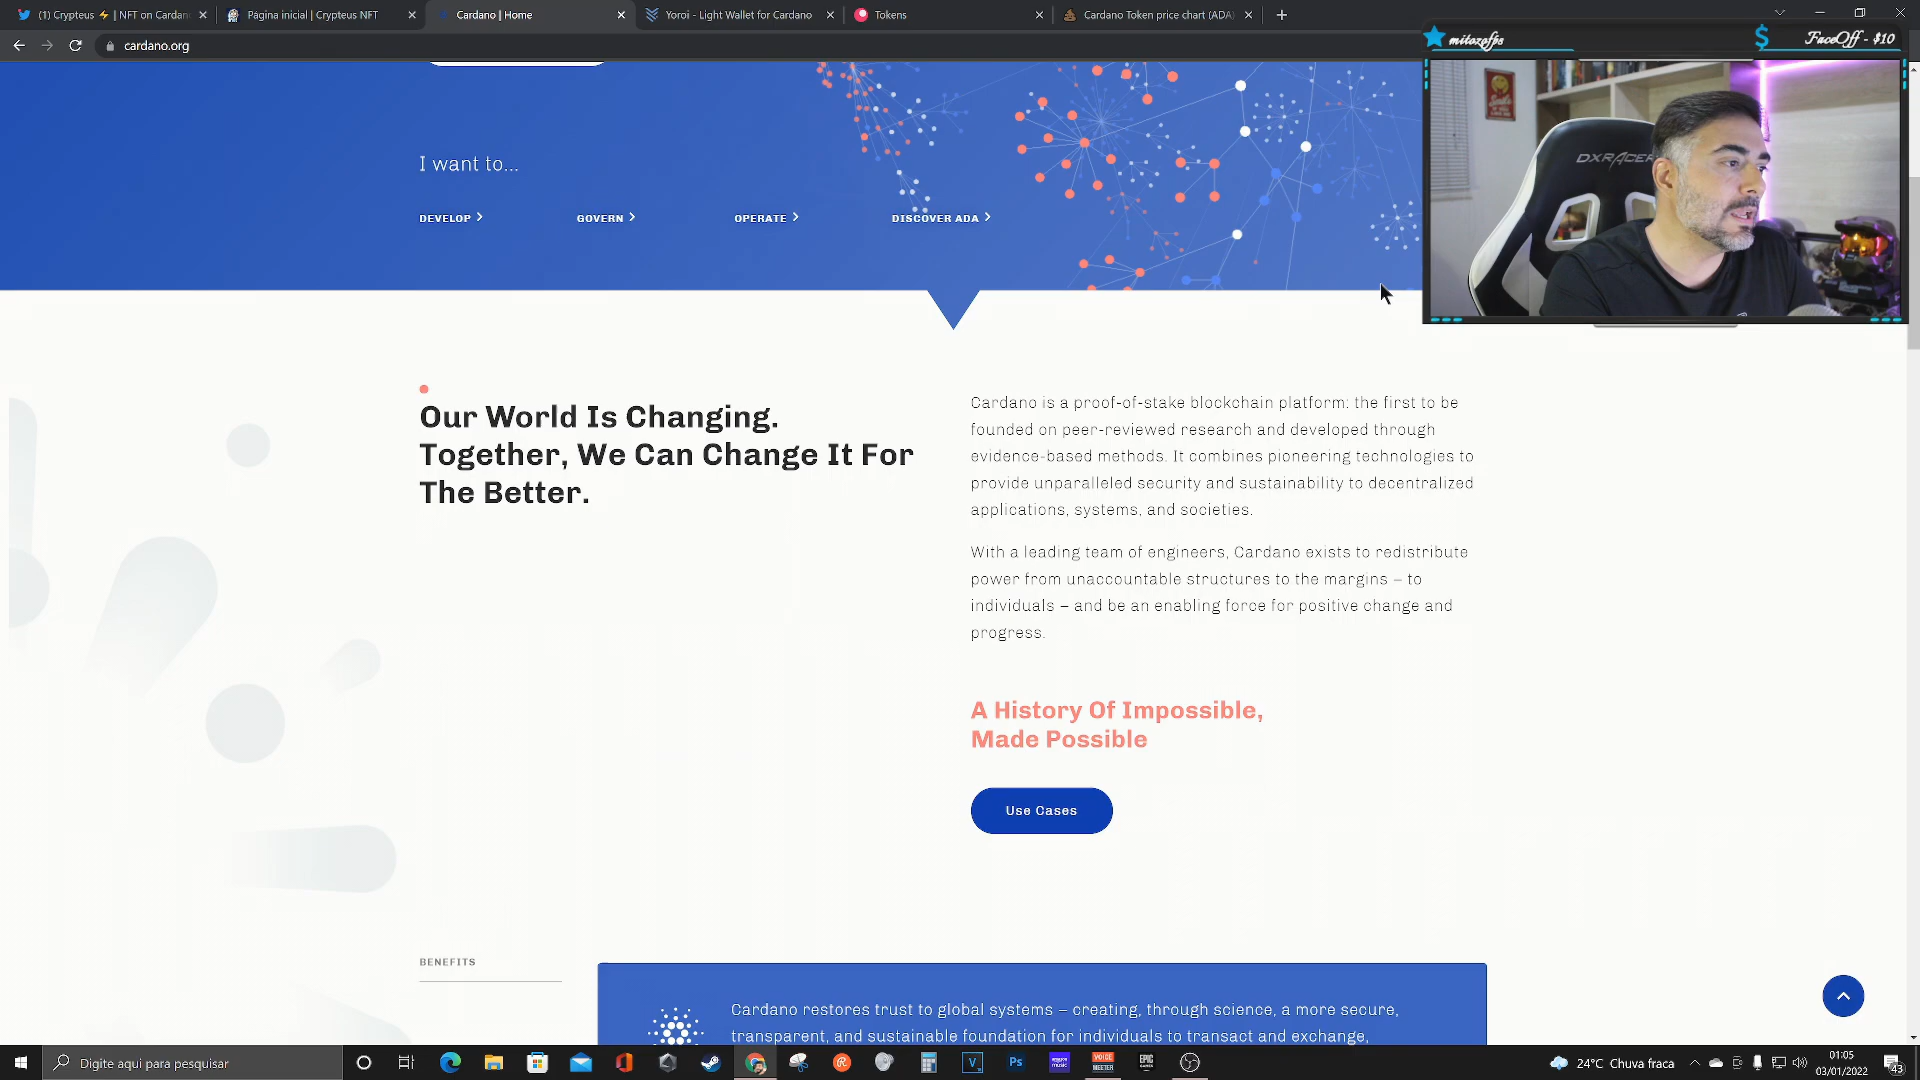 (1) Crypteus ⚡ | NFT on Cardan
Página inicial | Crypteus NFT
Cardano | Home
Yoroi - Light Wallet for Cardano
Tokens
Cardano Token price chart (ADA)
cardano.org
mitozofps
FaceOff - $10
DXRACER
I want to...
DEVELOP
GOVERN
OPERATE
DISCOVER ADA
Our World Is Changing.
Together, We Can Change It For
The Better.
Cardano is a proof-of-stake blockchain platform: the first to be
founded on peer-reviewed research and developed through
evidence-based methods. It combines pioneering technologies to
provide unparalleled security and sustainability to decentralized
applications, systems, and societies.
With a leading team of engineers, Cardano exists to redistribute
power from unaccountable structures to the margins – to
individuals – and be an enabling force for positive change and
progress.
A History Of Impossible,
Made Possible
Use Cases
BENEFITS
Cardano restores trust to global systems – creating, through science, a more secure,
transparent, and sustainable foundation for individuals to transact and exchange,
Digite aqui para pesquisar
Ps
VOICE
MEETER
EPIC
GAMES
24°C Chuva fraca
01:05
03/01/2022
43